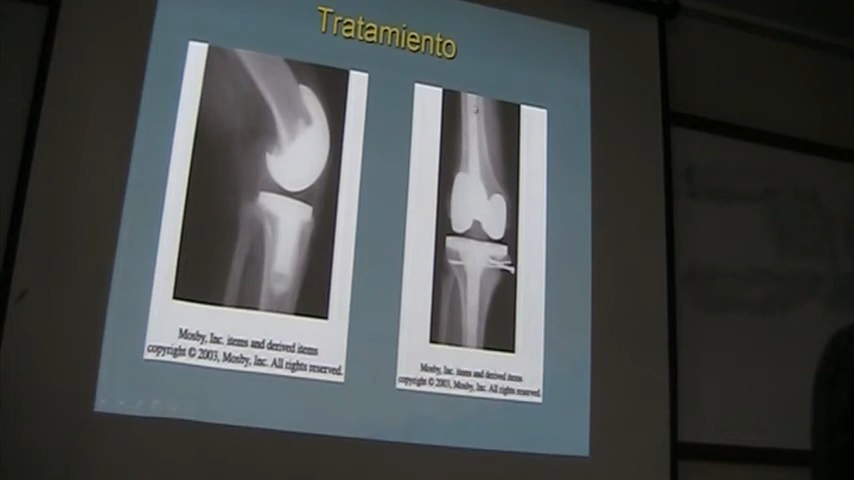 Tratamiento
Mosby, Inc. items and derived items
copyright © 2003, Mosby, Inc. All rights reserved.
Mosby, Inc. items and derived items
copyright © 2003, Mosby, Inc. All rights reserved.